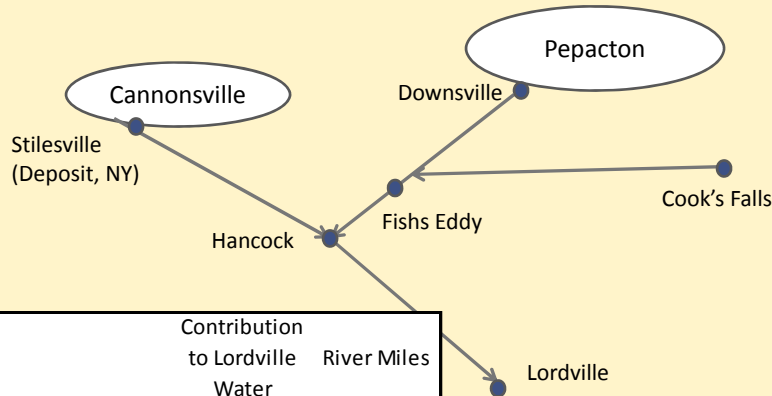 Pepacton
Cannonsville
Downsville
Stilesville
(Deposit, NY)
Cook's Falls
Fishs Eddy
Hancock
Contribution
to Lordville River Miles
Water
Lordville